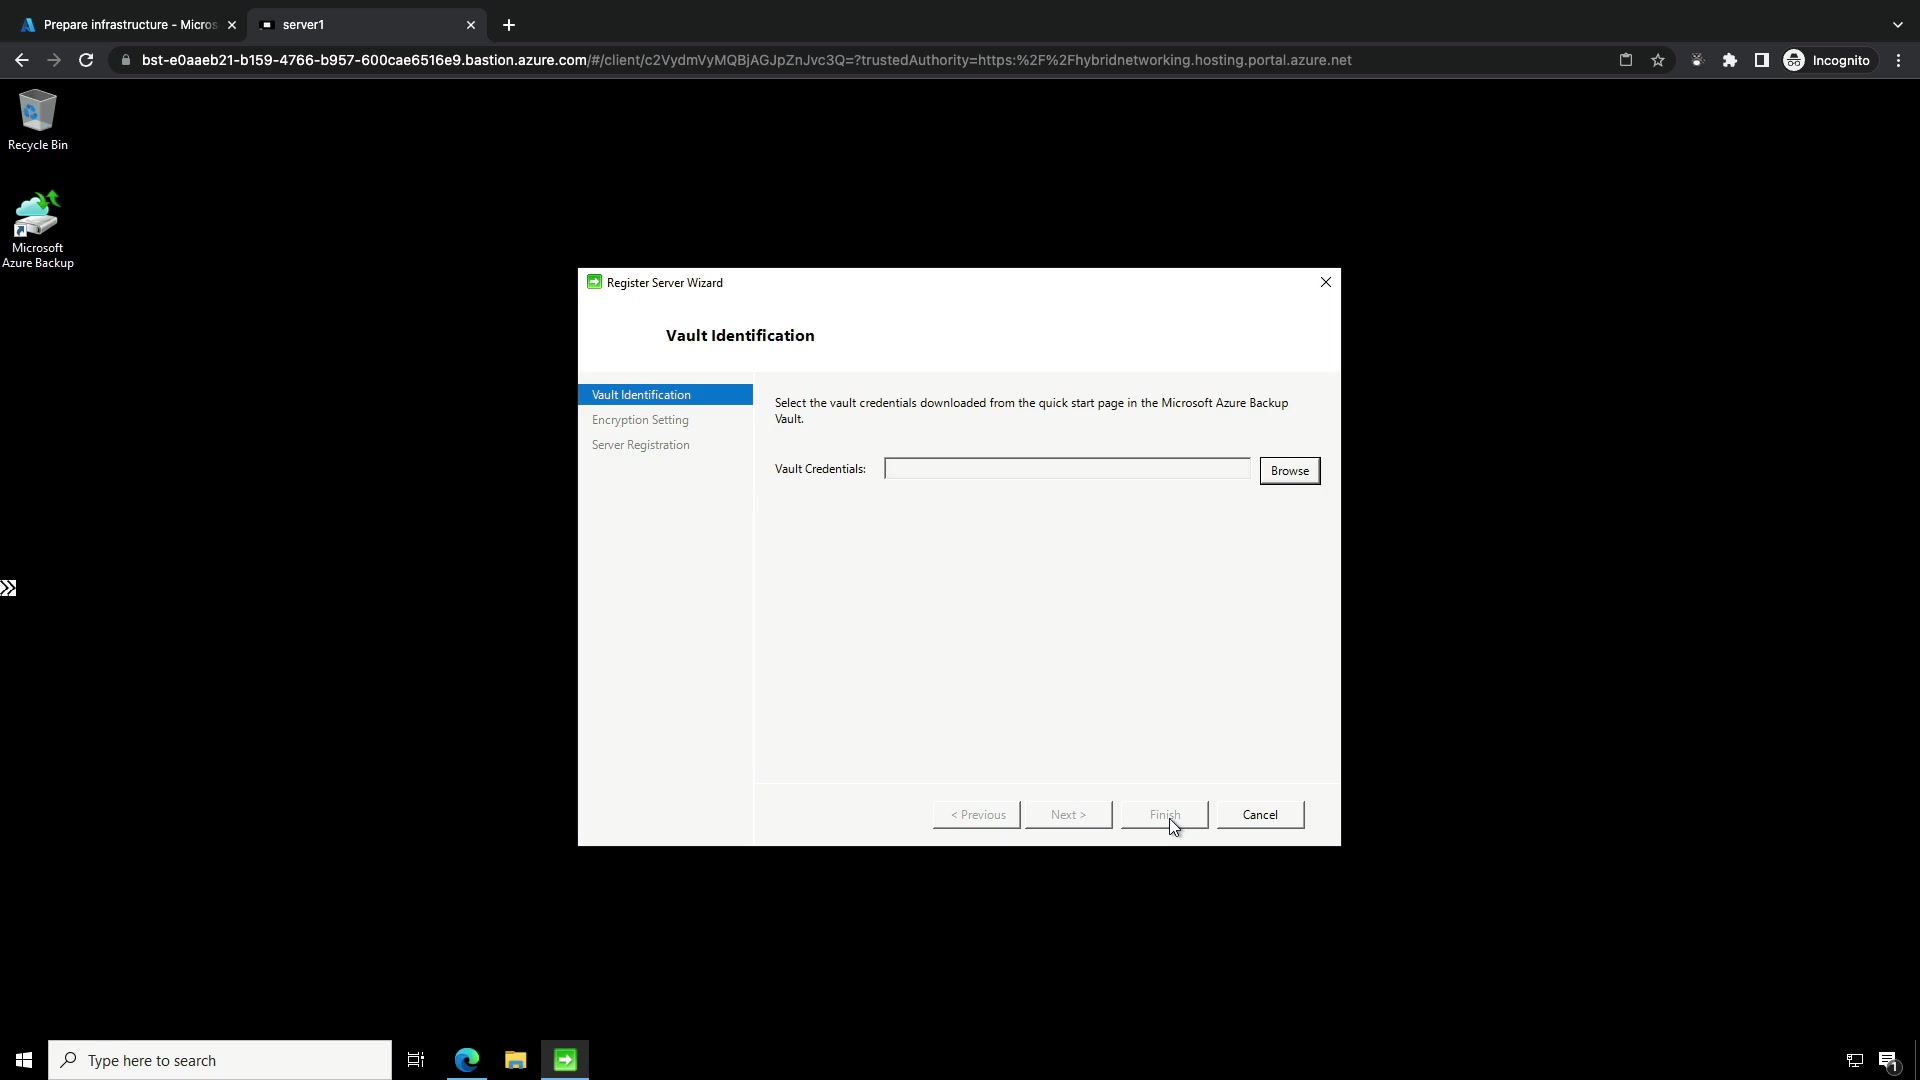 Prepare infrastructure - Micros
server1
bst-e0aaeb21-b159-4766-b957-600cae6516e9.bastion.azure.com/#/client/c2VydmVyMQBjAGJpZnJvc3Q=?trustedAuthority=https:%2F%2Fhybridnetworking.hosting.portal.azure.net
Incognito
Recycle Bin
Microsoft
Azure Backup
Register Server Wizard
Vault Identification
Vault Identification
Encryption Setting
Server Registration
Select the vault credentials downloaded from the quick start page in the Microsoft Azure Backup
Vault.
Vault Credentials:
Browse
< Previous
Next >
Finish
Cancel
Type here to search
1